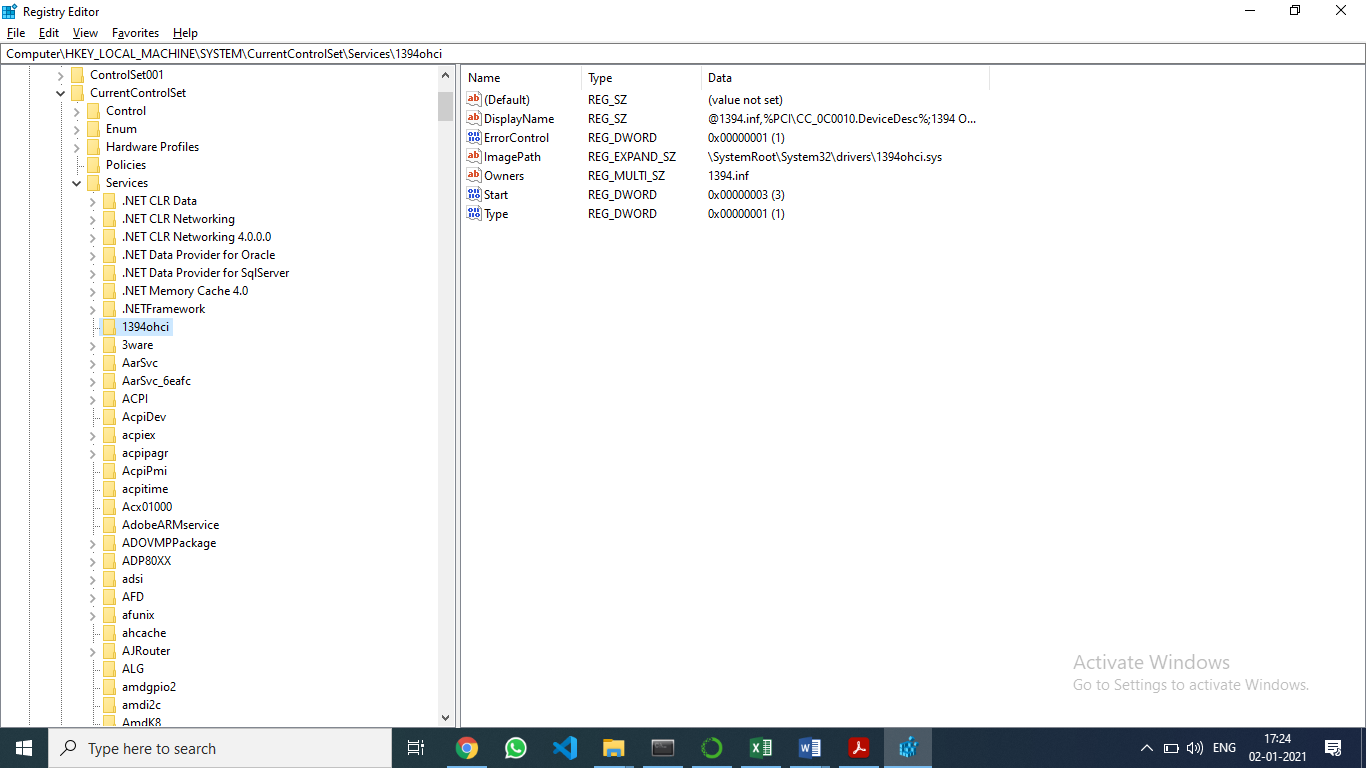 Registry Editor
File Edit View Favorites Help
Computer\HKEY_LOCAL_MACHINE\SYSTEM\CurrentControlSet\Services\1394ohci
ControlSet001
CurrentControlSet
Control
Enum
Hardware Profiles
Policies
Services
.NET CLR Data
.NET CLR Networking
.NET CLR Networking 4.0.0.0
.NET Data Provider for Oracle
.NET Data Provider for SqlServer
.NET Memory Cache 4.0
.NETFramework
1394ohci
3ware
AarSvc
AarSvc_6eafc
ACPI
AcpiDev
acpiex
acpipagr
AcpiPmi
acpitime
Acx01000
AdobeARMservice
ADOVMPPackage
ADP80XX
adsi
AFD
afunix
ahcache
AJRouter
ALG
amdgpio2
amdi2c
AmdK8
Name Type Data
(Default) REG_SZ (value not set)
DisplayName REG_SZ @1394.inf,%PCI\CC_0C0010.DeviceDesc%;1394 O...
ErrorControl REG_DWORD 0x00000001 (1)
ImagePath REG_EXPAND_SZ \SystemRoot\System32\drivers\1394ohci.sys
Owners REG_MULTI_SZ 1394.inf
Start REG_DWORD 0x00000003 (3)
Type REG_DWORD 0x00000001 (1)
Activate Windows
Go to Settings to activate Windows.
Type here to search
ENG
17:24
02-01-2021